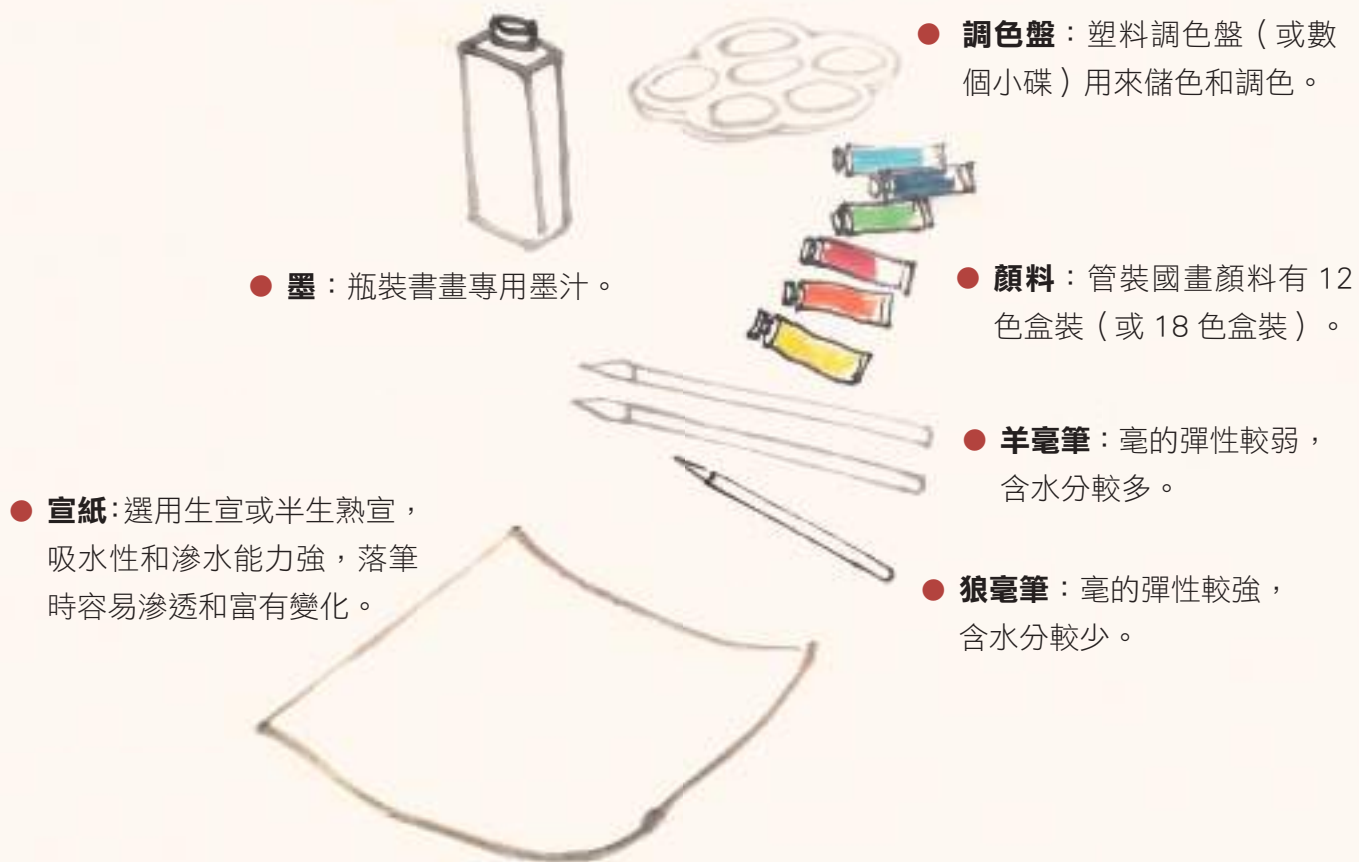 ● 調色盤：塑料調色盤（或數
個小碟）用來儲色和調色。
● 墨：瓶裝書畫專用墨汁。
● 顏料：管裝國畫顏料有 12
色盒裝（或 18 色盒裝）。
● 羊毫筆：毫的彈性較弱，
含水分較多。
● 宣紙：選用生宣或半生熟宣，
吸水性和滲水能力強，落筆
時容易滲透和富有變化。
● 狼毫筆：毫的彈性較強，
含水分較少。